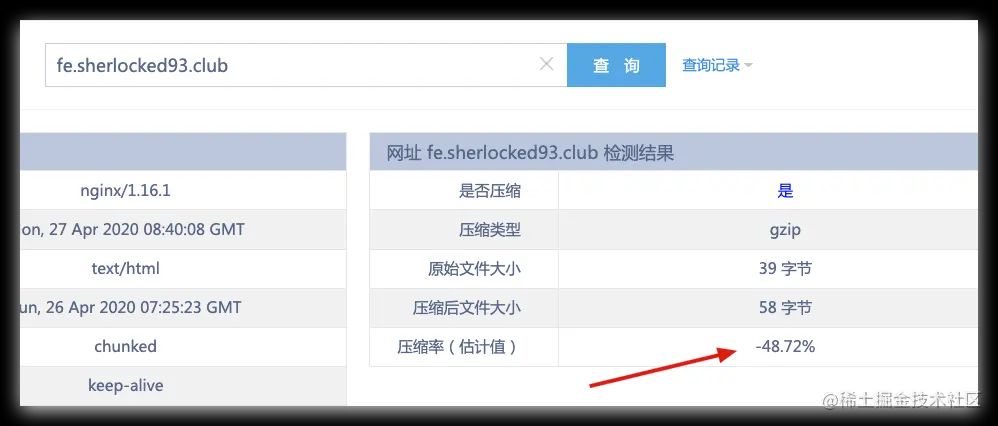 fe.sherlocked93.club
查 询
查询记录
nginx/1.16.1
on, 27 Apr 2020 08:40:08 GMT
text/html
un, 26 Apr 2020 07:25:23 GMT
chunked
keep-alive
网址 fe.sherlocked93.club 检测结果
是否压缩 是
压缩类型 gzip
原始文件大小 39 字节
压缩后文件大小 58 字节
压缩率（估计值） -48.72%
@稀土掘金技术社区